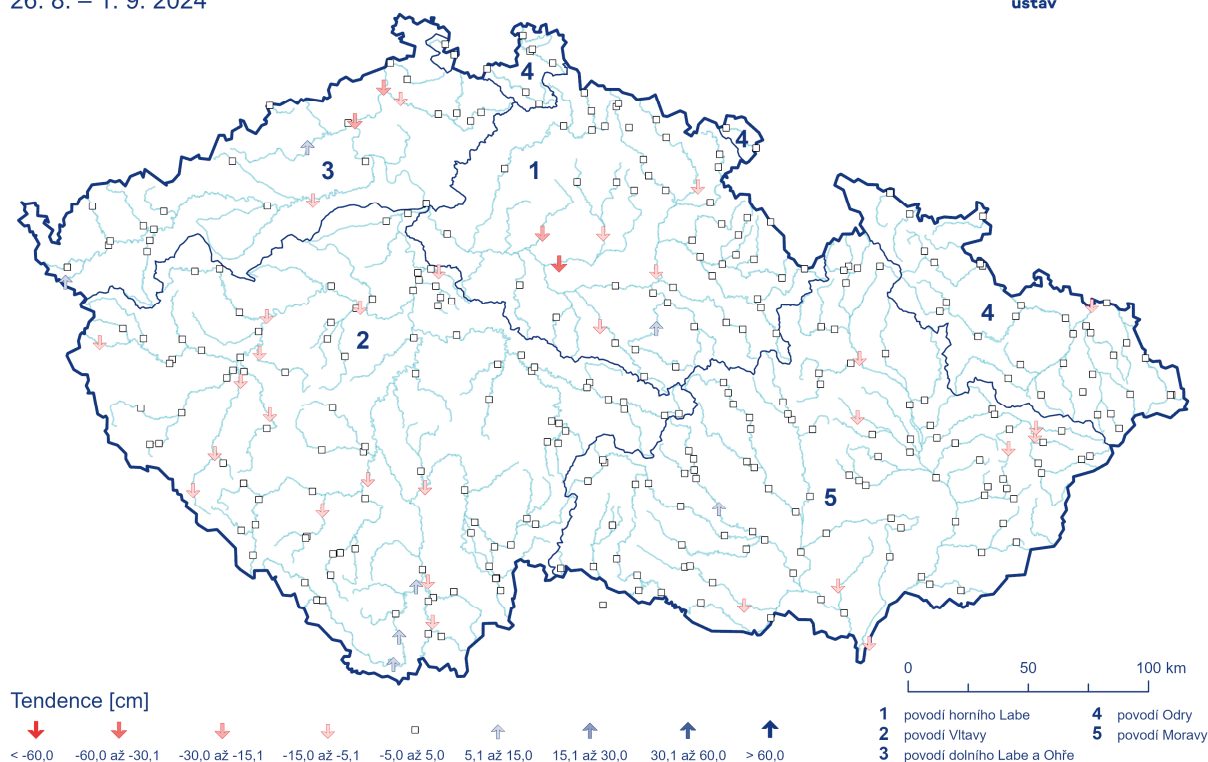 26. 8. – 1. 9. 2024
ústav
4
4
3
1
4
2
5
0 50 100 km
Tendence [cm]
< -60,0 -60,0 až -30,1 -30,0 až -15,1 -15,0 až -5,1 -5,0 až 5,0 5,1 až 15,0 15,1 až 30,0 30,1 až 60,0 > 60,0
1 povodí horního Labe 4 povodí Odry
2 povodí Vltavy 5 povodí Moravy
3 povodí dolního Labe a Ohře